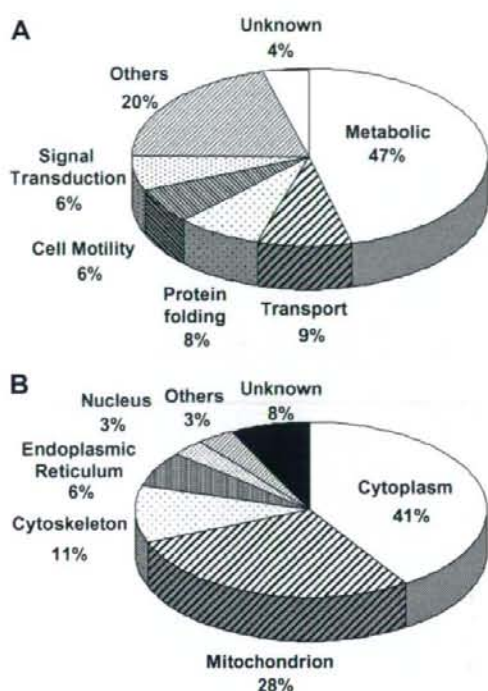 A
Unknown
4%
Others
20%
Metabolic
47%
Signal
Transduction
6%
Cell Motility
6%
Protein
folding
8%
Transport
9%
B
Nucleus
3%
Others
3%
Unknown
8%
Endoplasmic
Reticulum
6%
Cytoplasm
41%
Cytoskeleton
11%
Mitochondrion
28%